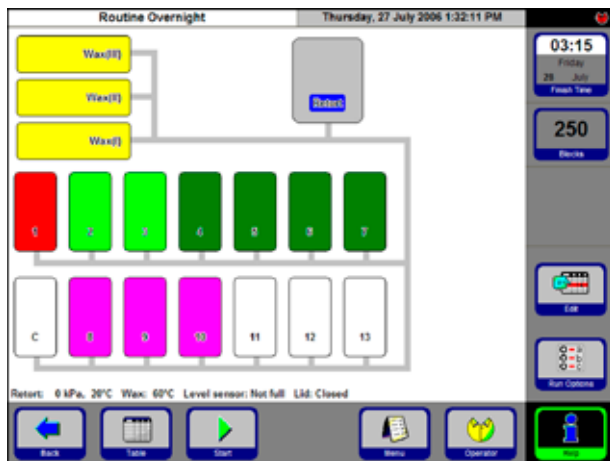 Routine Overnight
Thursday, 27 July 2006 1:32:11 PM
03:15
Friday
28 July
Finish Time
250
Blocks
Wax(III)
Wax(II)
Wax(I)
Retort
1 2 3 4 5 6 7
C 8 9 10 11 12 13
Edit
Run Options
Retort: 0 kPa, 20°C Wax: 60°C Level sensor: Not full Lid: Closed
Back
Table
Start
Menu
Operator
Help